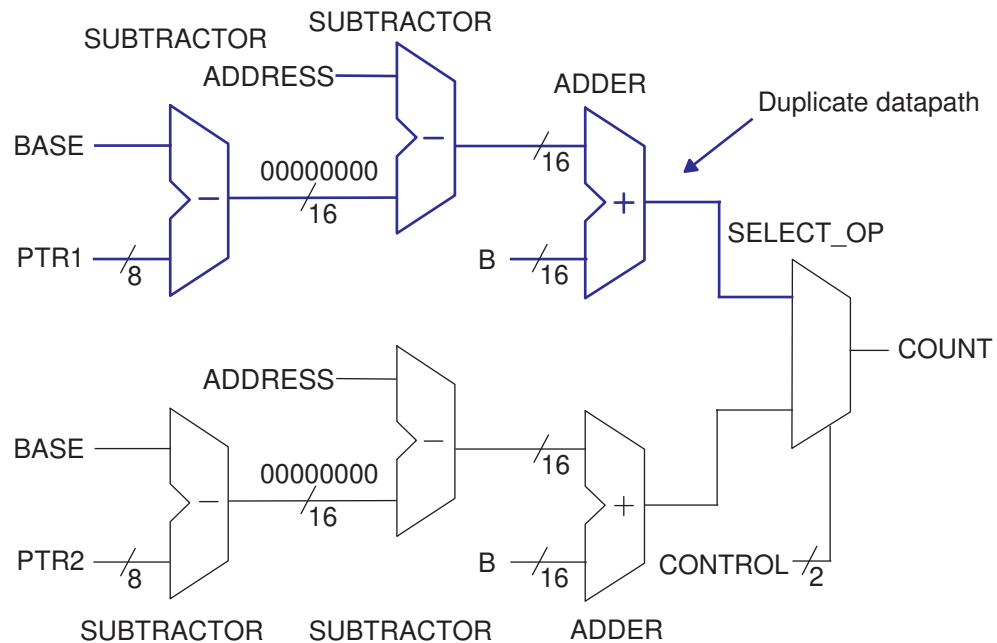 SUBTRACTOR
SUBTRACTOR
ADDRESS
ADDER
Duplicate datapath
BASE
00000000
16
16
−
−
+
PTR1
8
B
16
SELECT_OP
COUNT
ADDRESS
BASE
00000000
16
16
−
−
+
PTR2
8
B
16
CONTROL
2
SUBTRACTOR
SUBTRACTOR
ADDER